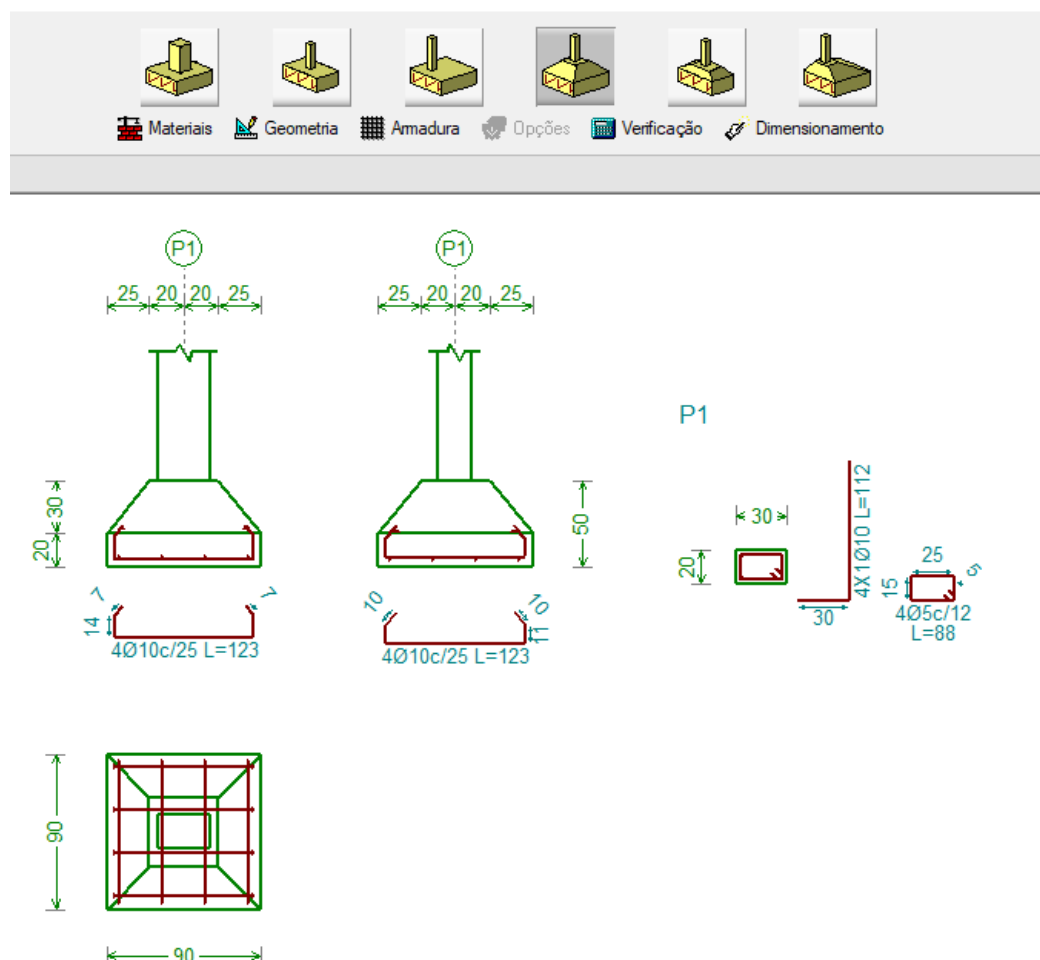 Materiais Geometria Armadura Opções Verificação Dimensionamento
P1 P1
25 20 20 25 25 20 20 25
P1
30
20
50
30
20
4X1Ø10 L=112
30
25
5
15
4Ø5c/12
L=88
7 7
14
4Ø10c/25 L=123
10 10
11
4Ø10c/25 L=123
90
90